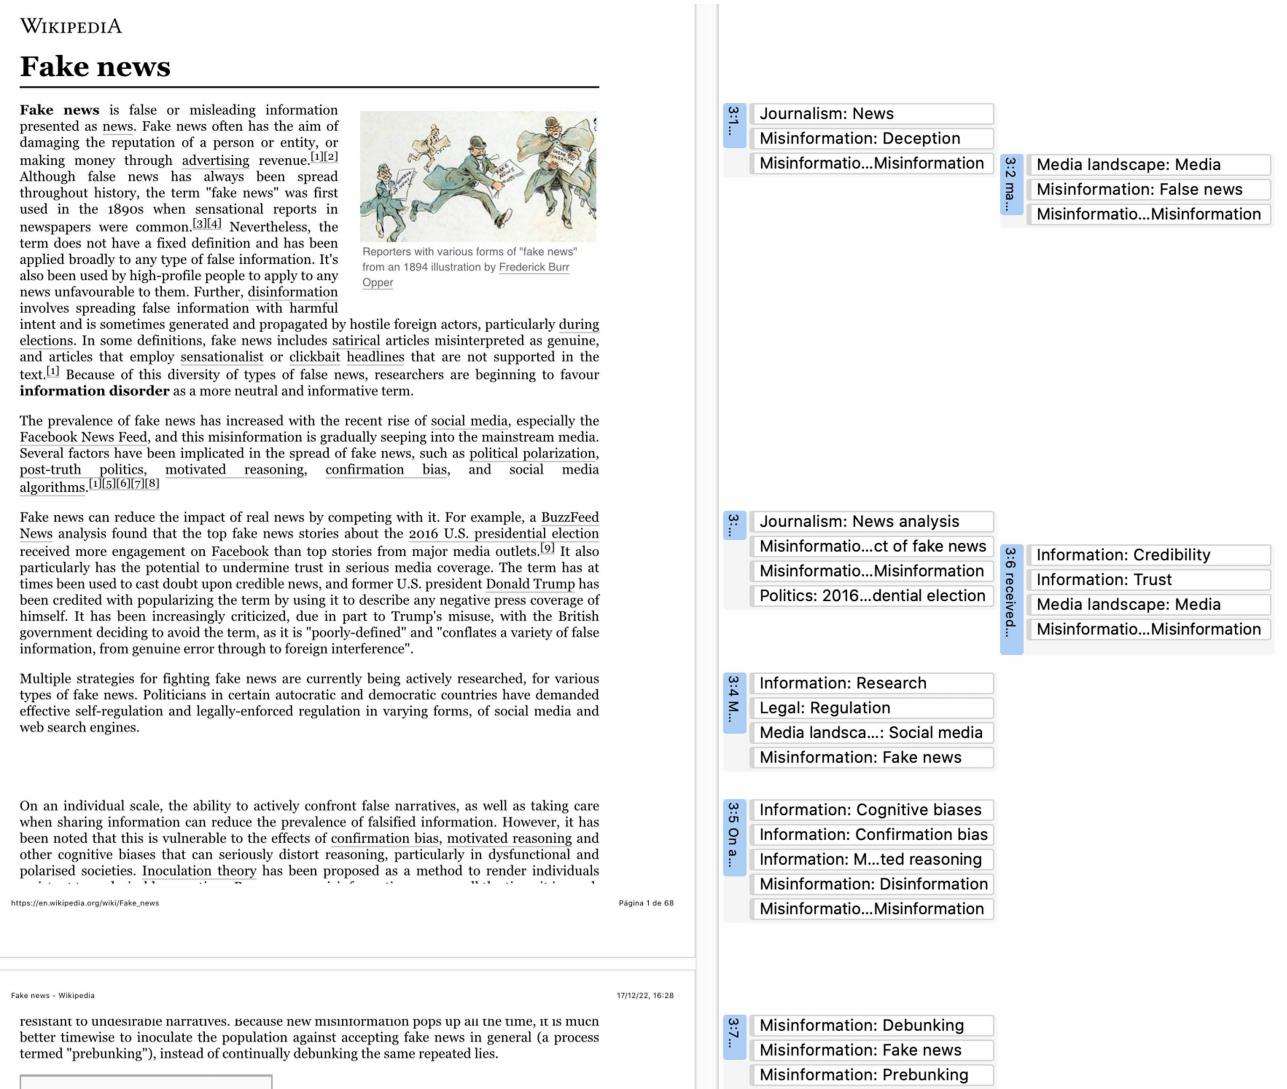 WIKIPEDIA
Fake news
Fake news is false or misleading information
presented as news. Fake news often has the aim of
damaging the reputation of a person or entity, or
making money through advertising revenue.[1][2]
Although false news has always been spread
throughout history, the term "fake news" was first
used in the 1890s when sensational reports in
newspapers were common.[3][4] Nevertheless, the
term does not have a fixed definition and has been
applied broadly to any type of false information. It's
also been used by high-profile people to apply to any
news unfavourable to them. Further, disinformation
involves spreading false information with harmful
intent and is sometimes generated and propagated by hostile foreign actors, particularly during
elections. In some definitions, fake news includes satirical articles misinterpreted as genuine,
and articles that employ sensationalist or clickbait headlines that are not supported in the
text.[1] Because of this diversity of types of false news, researchers are beginning to favour
information disorder as a more neutral and informative term.
Reporters with various forms of "fake news"
from an 1894 illustration by Frederick Burr
Opper
The prevalence of fake news has increased with the recent rise of social media, especially the
Facebook News Feed, and this misinformation is gradually seeping into the mainstream media.
Several factors have been implicated in the spread of fake news, such as political polarization,
post-truth politics, motivated reasoning, confirmation bias, and social media
algorithms.[1][5][6][7][8]
Fake news can reduce the impact of real news by competing with it. For example, a BuzzFeed
News analysis found that the top fake news stories about the 2016 U.S. presidential election
received more engagement on Facebook than top stories from major media outlets.[9] It also
particularly has the potential to undermine trust in serious media coverage. The term has at
times been used to cast doubt upon credible news, and former U.S. president Donald Trump has
been credited with popularizing the term by using it to describe any negative press coverage of
himself. It has been increasingly criticized, due in part to Trump's misuse, with the British
government deciding to avoid the term, as it is "poorly-defined" and "conflates a variety of false
information, from genuine error through to foreign interference".
Multiple strategies for fighting fake news are currently being actively researched, for various
types of fake news. Politicians in certain autocratic and democratic countries have demanded
effective self-regulation and legally-enforced regulation in varying forms, of social media and
web search engines.
On an individual scale, the ability to actively confront false narratives, as well as taking care
when sharing information can reduce the prevalence of falsified information. However, it has
been noted that this is vulnerable to the effects of confirmation bias, motivated reasoning and
other cognitive biases that can seriously distort reasoning, particularly in dysfunctional and
polarised societies. Inoculation theory has been proposed as a method to render individuals
https://en.wikipedia.org/wiki/Fake_news
Página 1 de 68
Fake news - Wikipedia
17/12/22, 16:28
resistant to undesirable narratives. Because new misinformation pops up all the time, it is much
better timewise to inoculate the population against accepting fake news in general (a process
termed "prebunking"), instead of continually debunking the same repeated lies.
3:1...
Journalism: News
Misinformation: Deception
Misinformatio...Misinformation
3:2 ma...
Media landscape: Media
Misinformation: False news
Misinformatio...Misinformation
3:...
Journalism: News analysis
Misinformatio...ct of fake news
Misinformatio...Misinformation
Politics: 2016...dential election
3:6 received...
Information: Credibility
Information: Trust
Media landscape: Media
Misinformatio...Misinformation
3:4 M...
Information: Research
Legal: Regulation
Media landsca...: Social media
Misinformation: Fake news
3:5 On a...
Information: Cognitive biases
Information: Confirmation bias
Information: M...ted reasoning
Misinformation: Disinformation
Misinformatio...Misinformation
3:7...
Misinformation: Debunking
Misinformation: Fake news
Misinformation: Prebunking